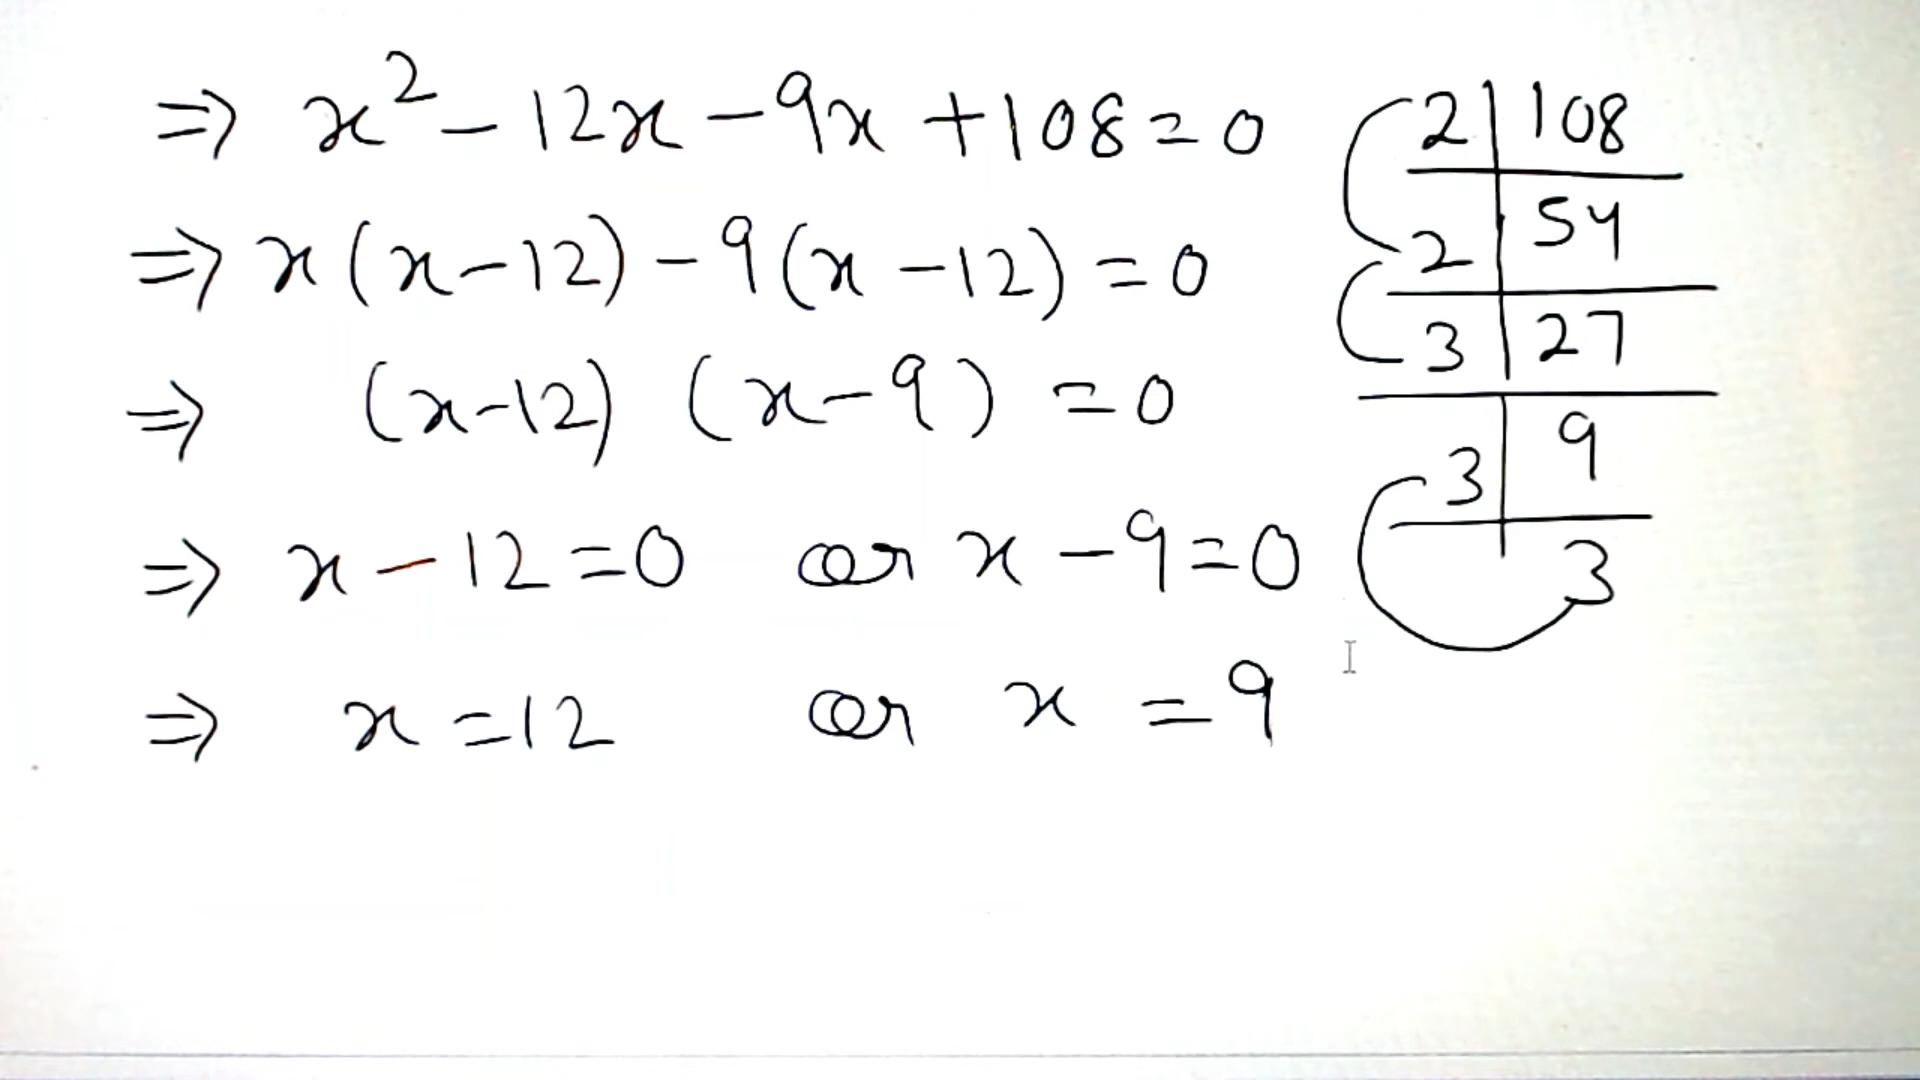 ⇒ x² - 12x - 9x + 108 = 0
⇒ x(x-12) - 9(x-12) = 0
⇒ (x-12) (x-9) = 0
⇒ x - 12 = 0 or x - 9 = 0
⇒ x = 12 or x = 9
2 | 108
2 | 54
3 | 27
3 | 9
3